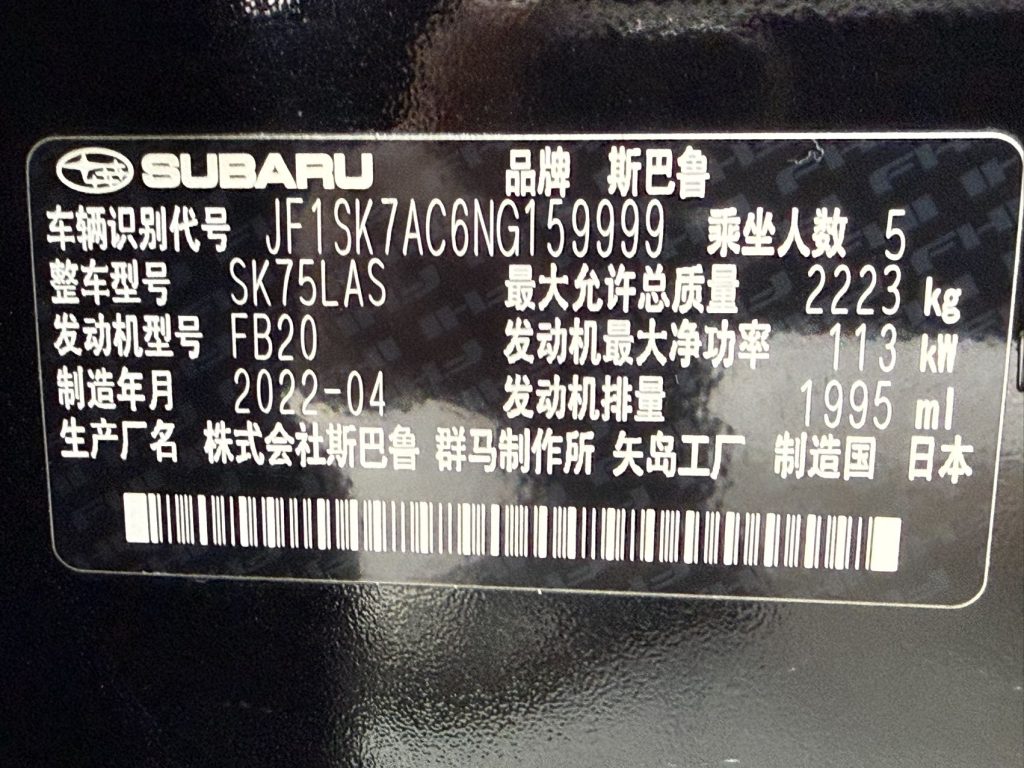 SUBARU 品牌 斯巴鲁
车辆识别代号 JF1SK7AC6NG159999 乘坐人数 5
整车型号 SK75LAS 最大允许总质量 2223 kg
发动机型号 FB20 发动机最大净功率 113 kW
制造年月 2022-04 发动机排量 1995 ml
生产厂名 株式会社斯巴鲁 群马制作所 矢岛工厂 制造国 日本